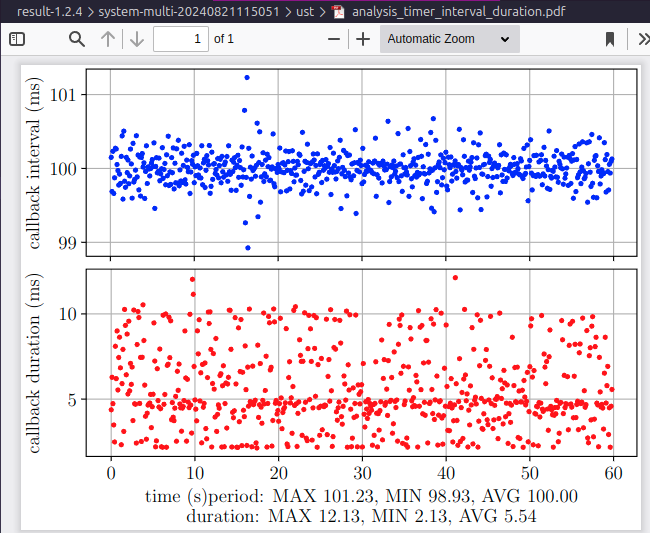 result-1.2.4 > system-multi-20240821115051 > ust > analysis_timer_interval_duration.pdf
1 of 1 Automatic Zoom
callback interval (ms)
101
100
99
callback duration (ms)
10
5
0 10 20 30 40 50 60
time (s)period: MAX 101.23, MIN 98.93, AVG 100.00
duration: MAX 12.13, MIN 2.13, AVG 5.54